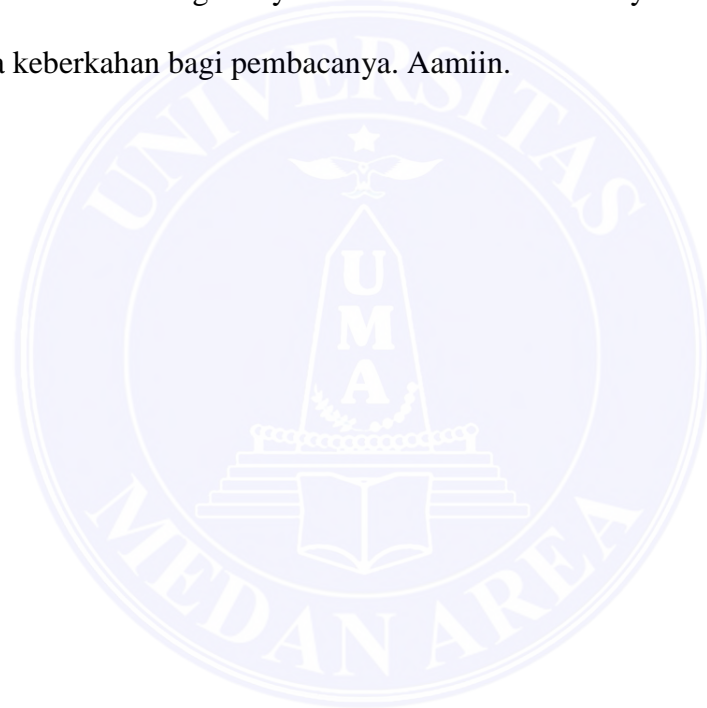 a keberkahan bagi pembacanya. Aamiin.
UNIVERSITAS
U
M
A
MEDAN AREA